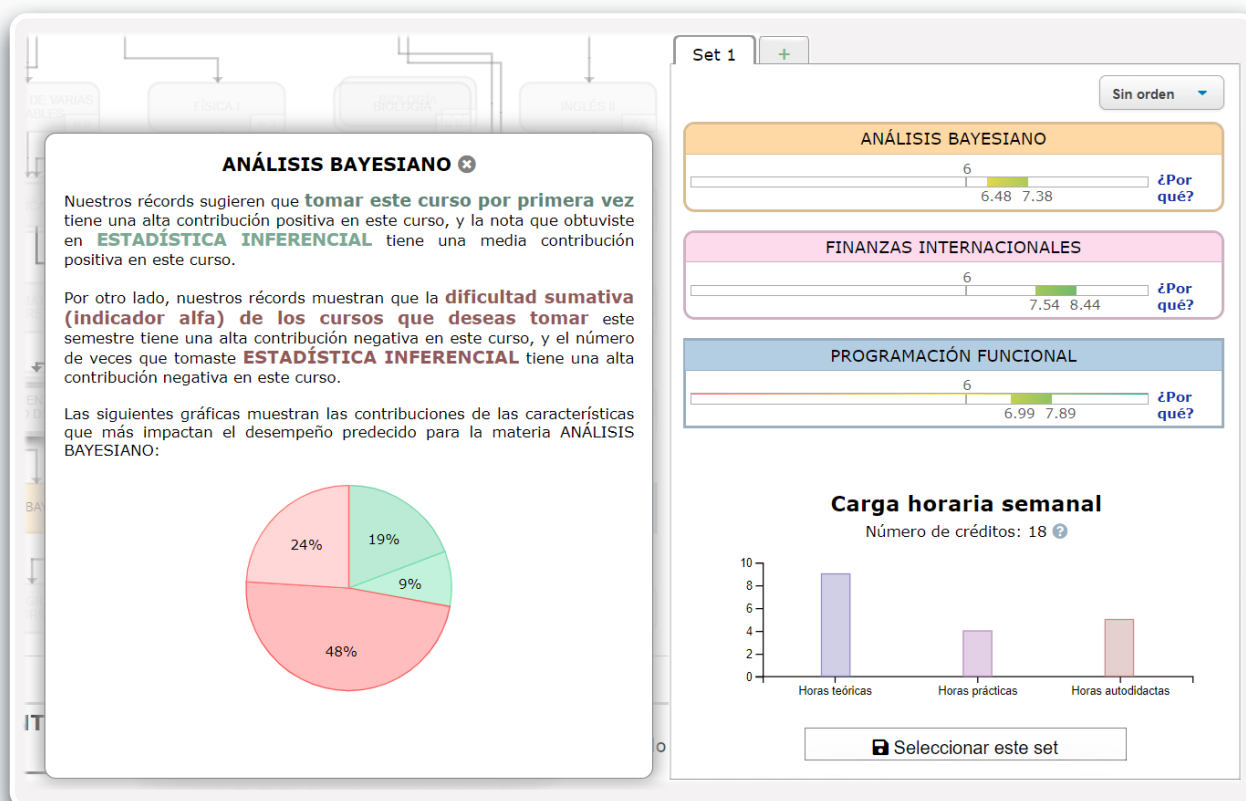 DE VARIAS
FÍSICA I
BIOLOGÍA
INGLÉS II
Set 1
+
Sin orden
ANÁLISIS BAYESIANO
Nuestros récords sugieren que tomar este curso por primera vez
tiene una alta contribución positiva en este curso, y la nota que obtuviste
en ESTADÍSTICA INFERENCIAL tiene una media contribución
positiva en este curso.
Por otro lado, nuestros récords muestran que la dificultad sumativa
(indicador alfa) de los cursos que deseas tomar este
semestre tiene una alta contribución negativa en este curso, y el número
de veces que tomaste ESTADÍSTICA INFERENCIAL tiene una alta
contribución negativa en este curso.
Las siguientes gráficas muestran las contribuciones de las características
que más impactan el desempeño predecido para la materia ANÁLISIS
BAYESIANO:
24%
19%
9%
48%
ANÁLISIS BAYESIANO
6
6.48 7.38
¿Por
qué?
FINANZAS INTERNACIONALES
6
7.54 8.44
¿Por
qué?
PROGRAMACIÓN FUNCIONAL
6
6.99 7.89
¿Por
qué?
Carga horaria semanal
Número de créditos: 18 ?
10
8
6
4
2
0
Horas teóricas
Horas prácticas
Horas autodidactas
Seleccionar este set